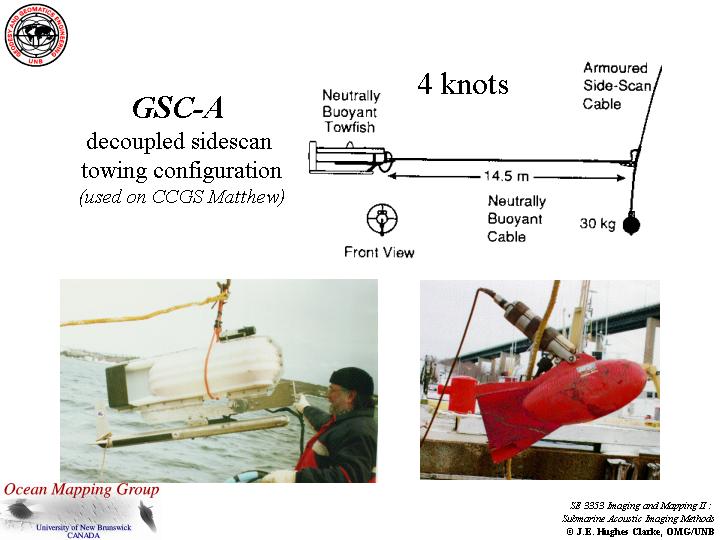 GEODESY AND GEOMATICS ENGINEERING
UNB
GSC-A
decoupled sidescan
towing configuration
(used on CCGS Matthew)
4 knots
Neutrally
Buoyant
Towfish
Armoured
Side-Scan
Cable
14.5 m
Neutrally
Buoyant
Cable
30 kg
Front View
Ocean Mapping Group
University of New Brunswick
CANADA
SE 3353 Imaging and Mapping II :
Submarine Acoustic Imaging Methods
© J.E. Hughes Clarke, OMG/UNB